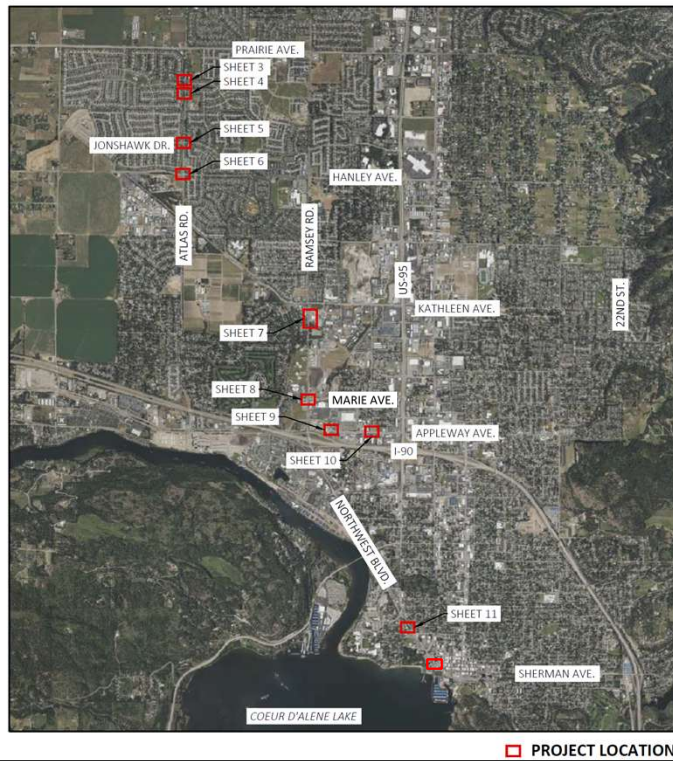 PRAIRIE AVE.
SHEET 3
SHEET 4
JONSHAWK DR.
SHEET 5
SHEET 6
HANLEY AVE.
ATLAS RD.
RAMSEY RD.
US-95
22ND ST.
KATHLEEN AVE.
SHEET 7
SHEET 8
MARIE AVE.
SHEET 9
APPLEWAY AVE.
SHEET 10
I-90
NORTHWEST BLVD.
SHEET 11
SHERMAN AVE.
COEUR D'ALENE LAKE
PROJECT LOCATION